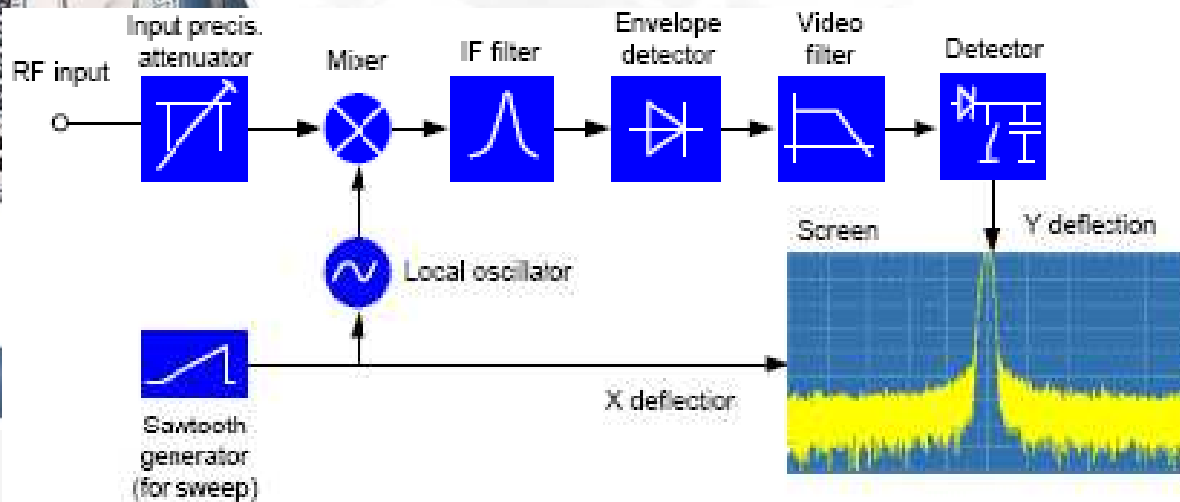 RF input
Input precis.
attenuator
Mixer
IF filter
Envelope
detector
Video
filter
Detector
Local oscillator
Screen
Y deflection
X deflection
Sawtooth
generator
(for sweep)